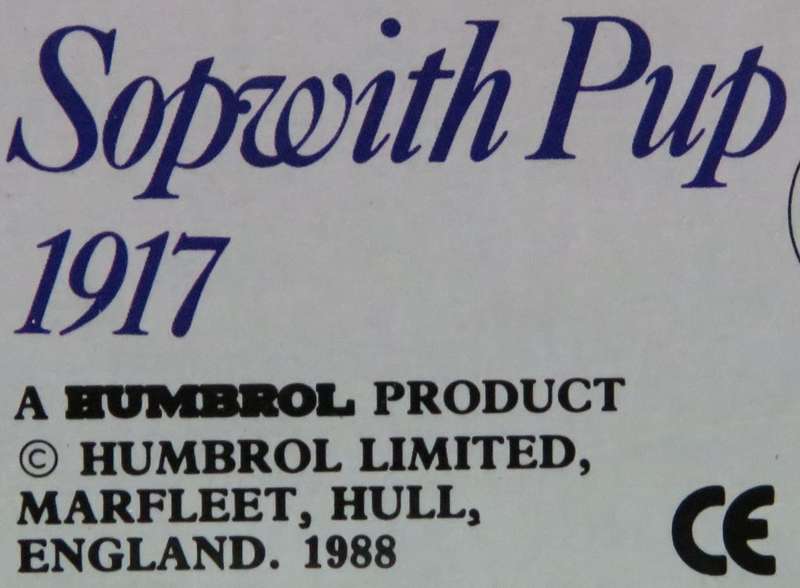 Sopwith Pup
1917
A HUMBROL PRODUCT
© HUMBROL LIMITED,
MARFLEET, HULL,
ENGLAND. 1988
CE